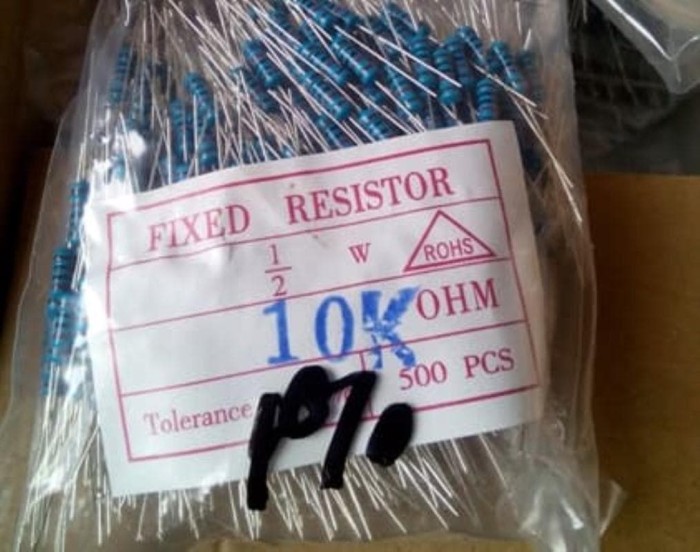 FIXED RESISTOR
1/2 W ROHS
10K OHM
500 PCS
Tolerance 1%